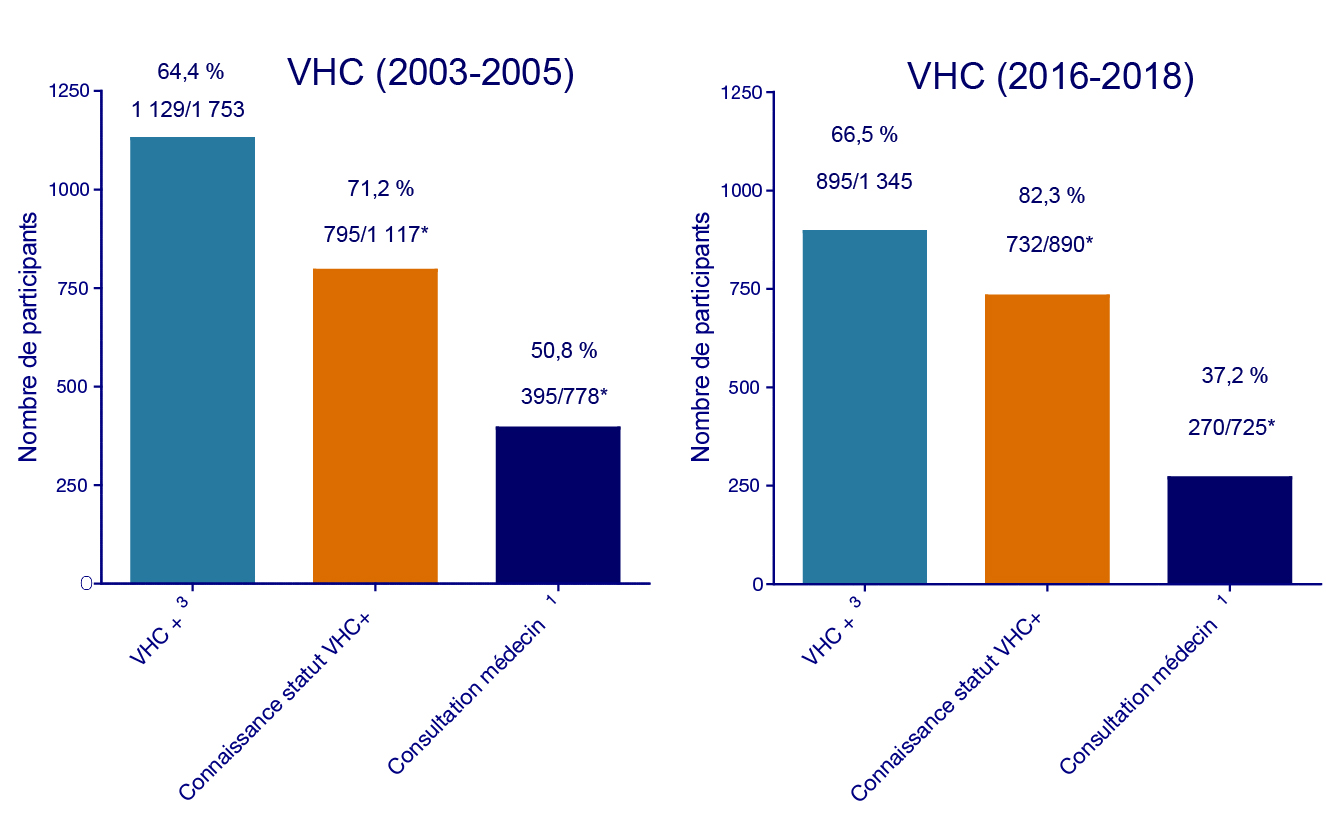 VHC (2003-2005)
64,4 %
1 129/1 753
71,2 %
795/1 117*
50,8 %
395/778*
1250
1000
750
500
250
0
Nombre de participants
VHC + 3
Connaissance statut VHC+
Consultation médecin 1
VHC (2016-2018)
66,5 %
895/1 345
82,3 %
732/890*
37,2 %
270/725*
1250
1000
750
500
250
0
Nombre de participants
VHC + 3
Connaissance statut VHC+
Consultation médecin 1